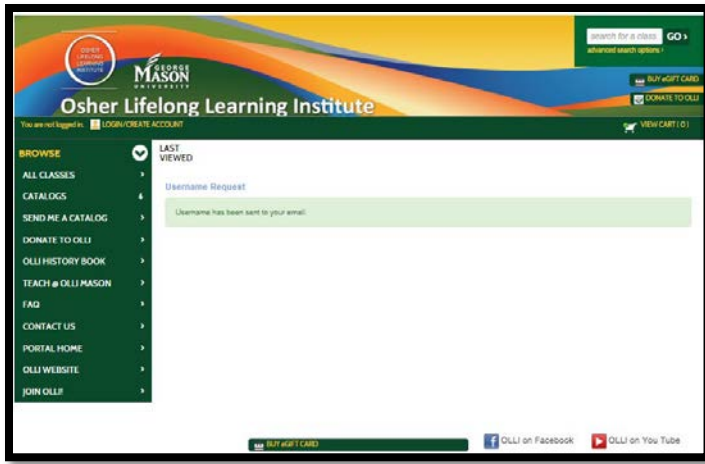 OSHER
LIFELONG
LEARNING
INSTITUTE
GEORGE
MASON
UNIVERSITY
Osher Lifelong Learning Institute
search for a class GO ›
advanced search options ›
BUY eGIFT CARD
DONATE TO OLLI
You are not logged in. LOGIN/CREATE ACCOUNT
VIEW CART ( 0 )
BROWSE
ALL CLASSES
CATALOGS
SEND ME A CATALOG
DONATE TO OLLI
OLLI HISTORY BOOK
TEACH @ OLLI MASON
FAQ
CONTACT US
PORTAL HOME
OLLI WEBSITE
JOIN OLLI!
LAST
VIEWED
Username Request
Username has been sent to your email.
BUY eGIFT CARD
OLLI on Facebook
OLLI on You Tube